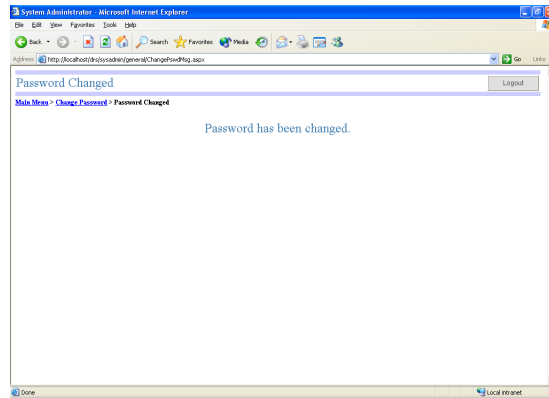 System Administrator - Microsoft Internet Explorer
File Edit View Favorites Tools Help
Back Search Favorites Media
Address http://localhost/drs/sysadmin/general/ChangePswdMsg.aspx Go Links
Password Changed Logout
Main Menu > Change Password > Password Changed
Password has been changed.
Done Local intranet